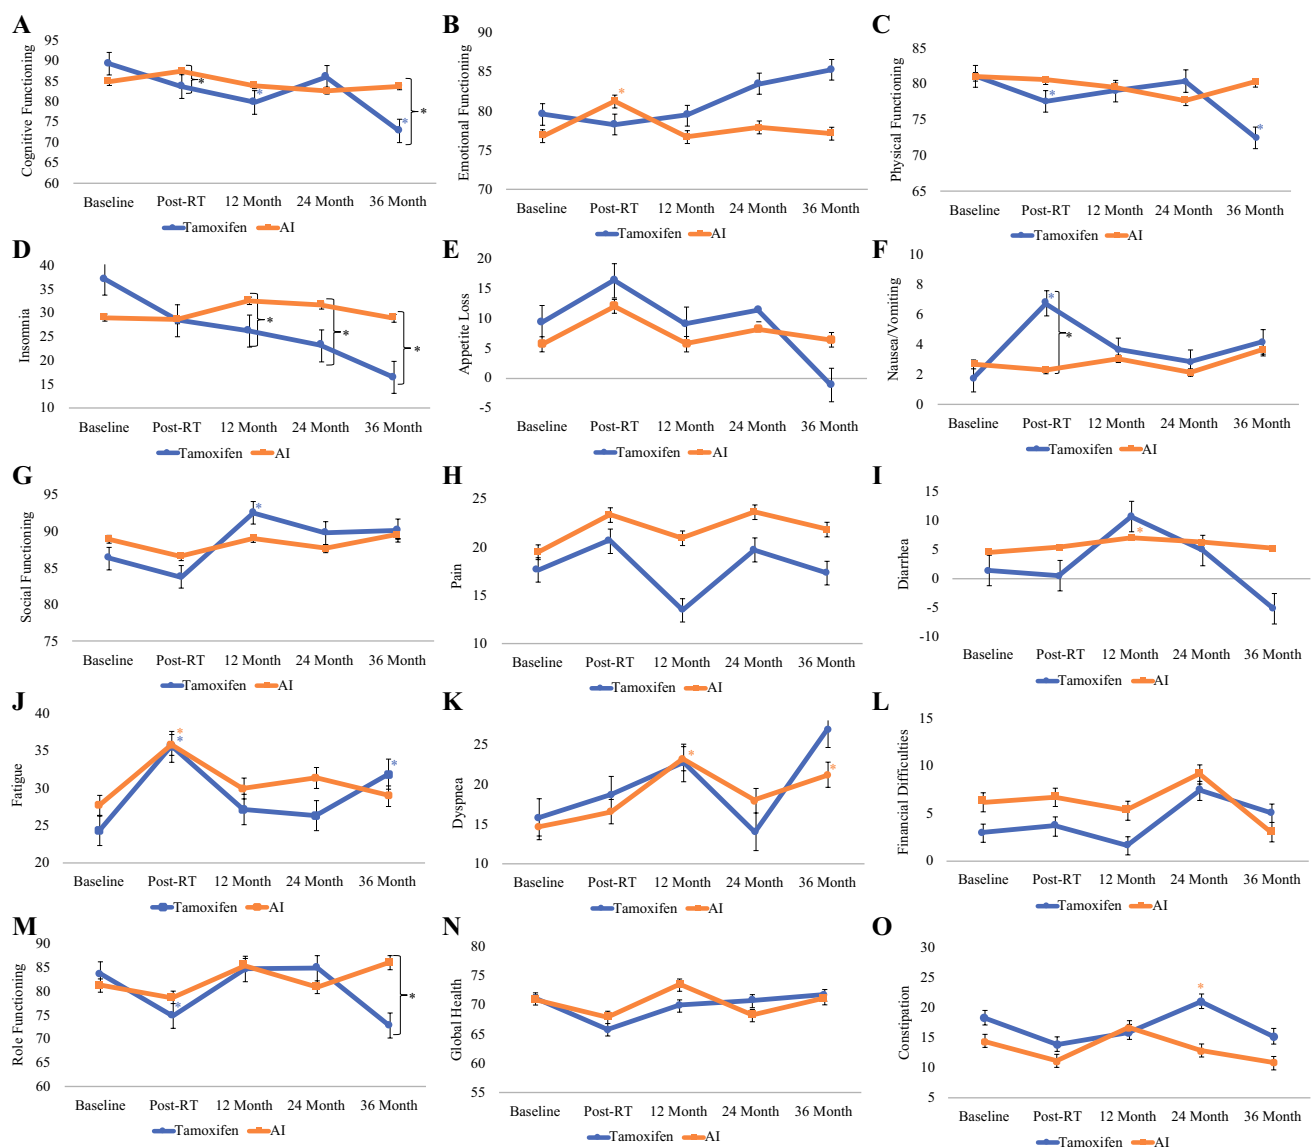 A
Cognitive Functioning
95
90
85
80
75
70
65
60
*
*
*
*
Baseline Post-RT 12 Month 24 Month 36 Month
Tamoxifen AI
B
Emotional Functioning
90
85
80
75
70
*
Baseline Post-RT 12 Month 24 Month 36 Month
Tamoxifen AI
C
Physical Functioning
85
80
75
70
65
*
*
Baseline Post-RT 12 Month 24 Month 36 Month
Tamoxifen AI
D
Insomnia
40
35
30
25
20
15
10
*
*
*
Baseline Post-RT 12 Month 24 Month 36 Month
Tamoxifen AI
E
Appetite Loss
20
15
10
5
0
-5
Baseline Post-RT 12 Month 24 Month 36 Month
Tamoxifen AI
F
Nausea/Vomiting
10
8
6
4
2
0
*
*
Baseline Post-RT 12 Month 24 Month 36 Month
Tamoxifen AI
G
Social Functioning
95
90
85
80
75
*
Baseline Post-RT 12 Month 24 Month 36 Month
Tamoxifen AI
H
Pain
25
20
15
10
Baseline Post-RT 12 Month 24 Month 36 Month
Tamoxifen AI
I
Diarrhea
15
10
5
0
-5
-10
*
Baseline Post-RT 12 Month 24 Month 36 Month
Tamoxifen AI
J
Fatigue
40
35
30
25
20
*
*
*
Baseline Post-RT 12 Month 24 Month 36 Month
Tamoxifen AI
K
Dyspnea
25
20
15
10
*
*
Baseline Post-RT 12 Month 24 Month 36 Month
Tamoxifen AI
L
Financial Difficulties
15
10
5
0
Baseline Post-RT 12 Month 24 Month 36 Month
Tamoxifen AI
M
Role Functioning
90
85
80
75
70
65
60
*
*
Baseline Post-RT 12 Month 24 Month 36 Month
Tamoxifen AI
N
Global Health
80
75
70
65
60
55
Baseline Post-RT 12 Month 24 Month 36 Month
Tamoxifen AI
O
Constipation
30
25
20
15
10
5
*
Baseline Post-RT 12 Month 24 Month 36 Month
Tamoxifen AI